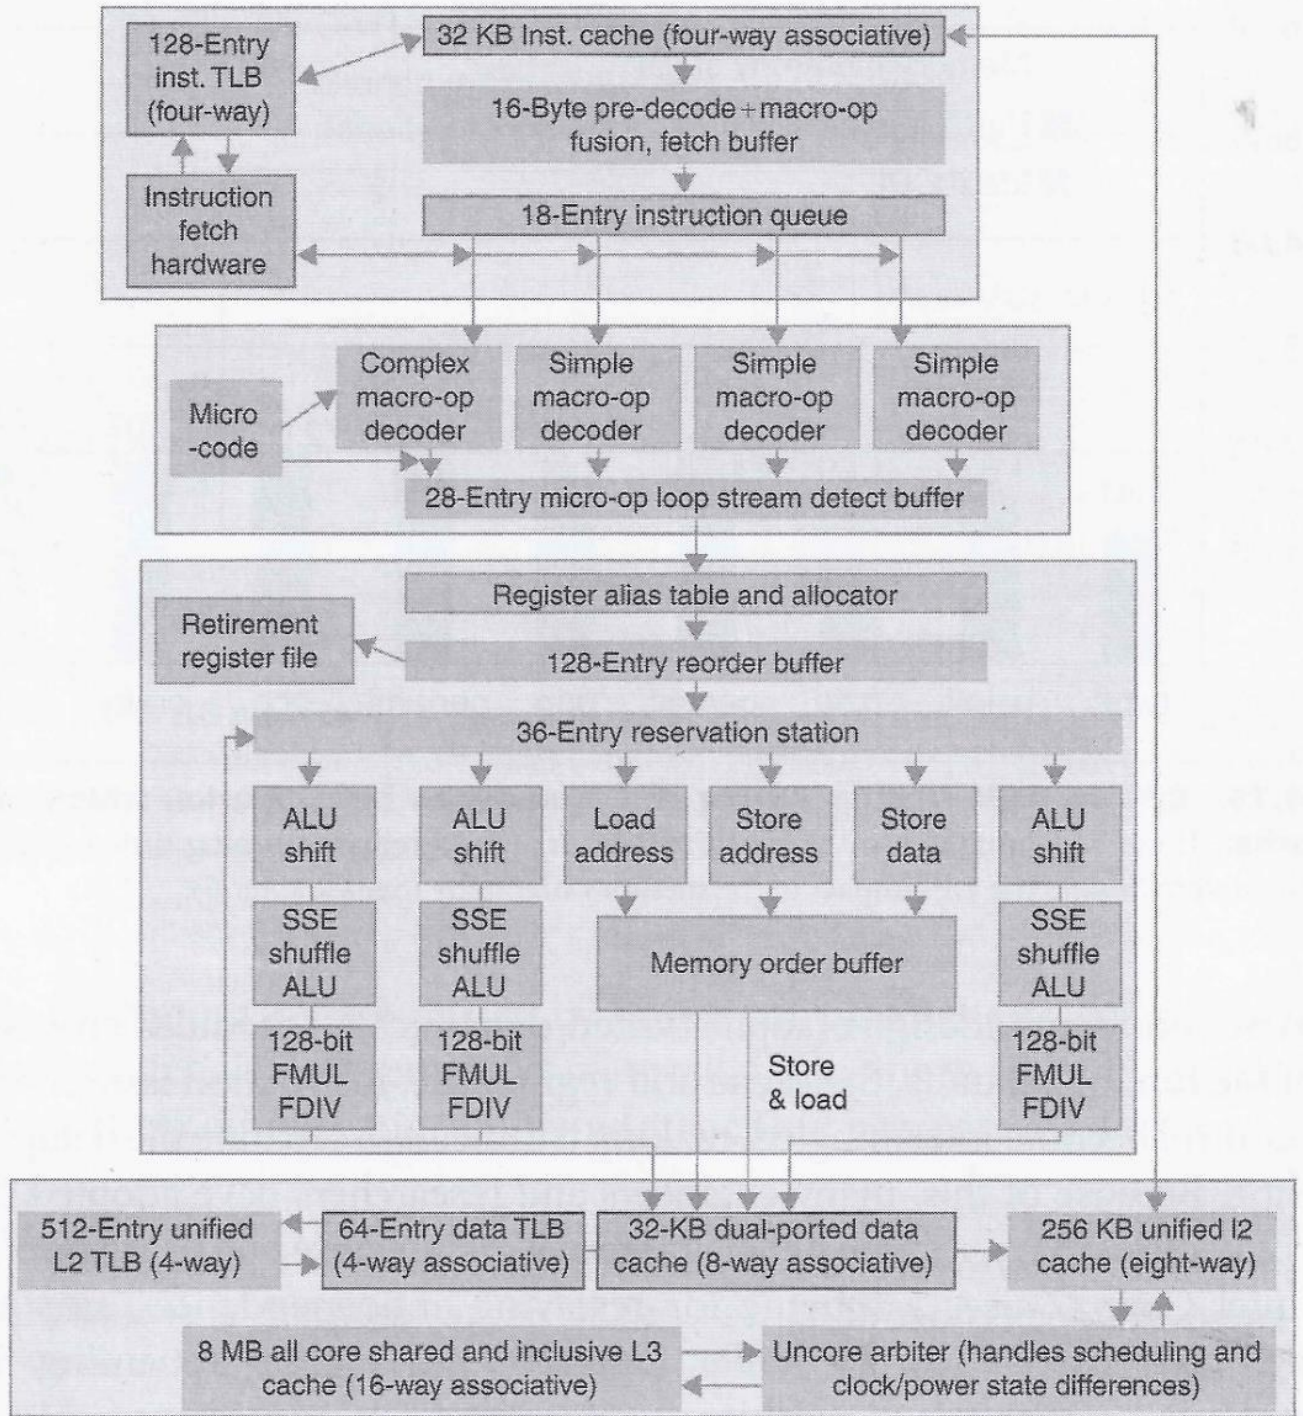 128-Entry
inst. TLB
(four-way)
32 KB Inst. cache (four-way associative)
16-Byte pre-decode+macro-op
fusion, fetch buffer
Instruction
fetch
hardware
18-Entry instruction queue
Micro
-code
Complex
macro-op
decoder
Simple
macro-op
decoder
Simple
macro-op
decoder
Simple
macro-op
decoder
28-Entry micro-op loop stream detect buffer
Register alias table and allocator
Retirement
register file
128-Entry reorder buffer
36-Entry reservation station
ALU
shift
ALU
shift
Load
address
Store
address
Store
data
ALU
shift
SSE
shuffle
ALU
SSE
shuffle
ALU
Memory order buffer
SSE
shuffle
ALU
128-bit
FMUL
FDIV
128-bit
FMUL
FDIV
Store
& load
128-bit
FMUL
FDIV
512-Entry unified
L2 TLB (4-way)
64-Entry data TLB
(4-way associative)
32-KB dual-ported data
cache (8-way associative)
256 KB unified l2
cache (eight-way)
8 MB all core shared and inclusive L3
cache (16-way associative)
Uncore arbiter (handles scheduling and
clock/power state differences)